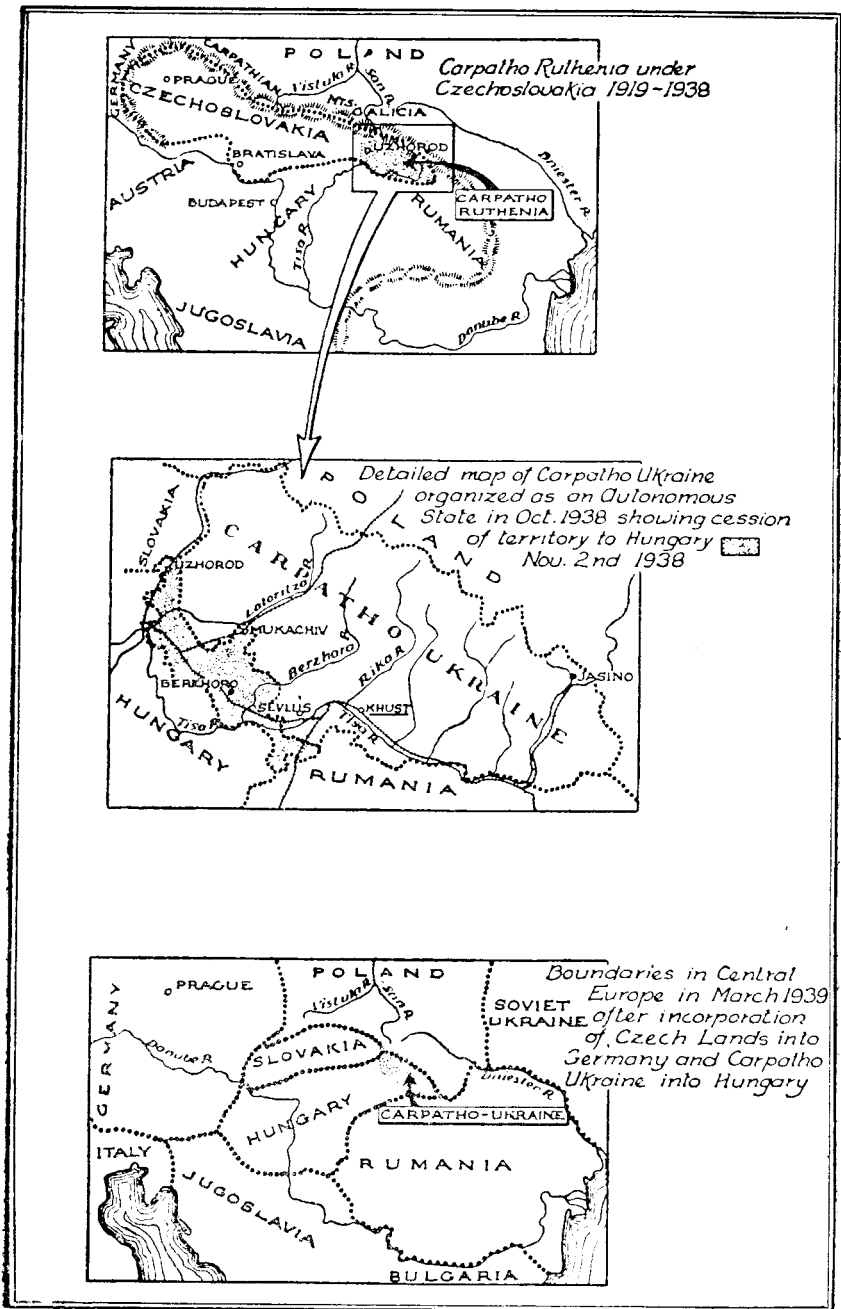 POLAND
Carpatho Ruthenia under
Czechoslovakia 1919-1938
GERMANY
CARPATHIAN
MTS.
PRAGUE
Vistula R.
San R.
CZECHOSLOVAKIA
GALICIA
UZHOROD
BRATISLAVA
Dniester R.
AUSTRIA
CARPATHO
RUTHENIA
BUDAPEST
HUNGARY
Tisa R.
RUMANIA
JUGOSLAVIA
Danube R.
Detailed map of Carpatho Ukraine
organized as an Autonomous
State in Oct. 1938 showing cession
of territory to Hungary
Nov. 2nd 1938
POLAND
SLOVAKIA
CARPATHO UKRAINE
UZHOROD
Latoritza R.
MUKACHIV
Berzhora R.
Rika R.
JASINO
BEREHORO
SEVLUS
KHUST
Tisa R.
Tisa R.
HUNGARY
RUMANIA
Boundaries in Central
Europe in March 1939
after incorporation
of Czech Lands into
Germany and Carpatho
Ukraine into Hungary
POLAND
PRAGUE
Vistula R.
San R.
SOVIET
UKRAINE
GERMANY
Danube R.
SLOVAKIA
Dniester R.
HUNGARY
CARPATHO-UKRAINE
ITALY
RUMANIA
JUGOSLAVIA
BULGARIA